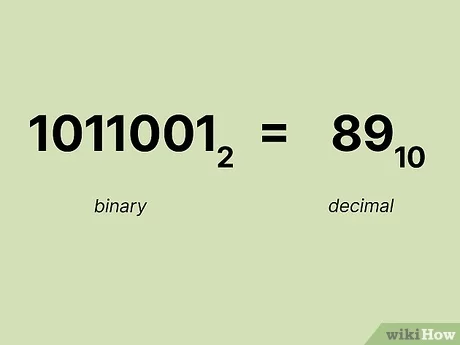 1011001₂ = 89₁₀
binary decimal
wikiHow